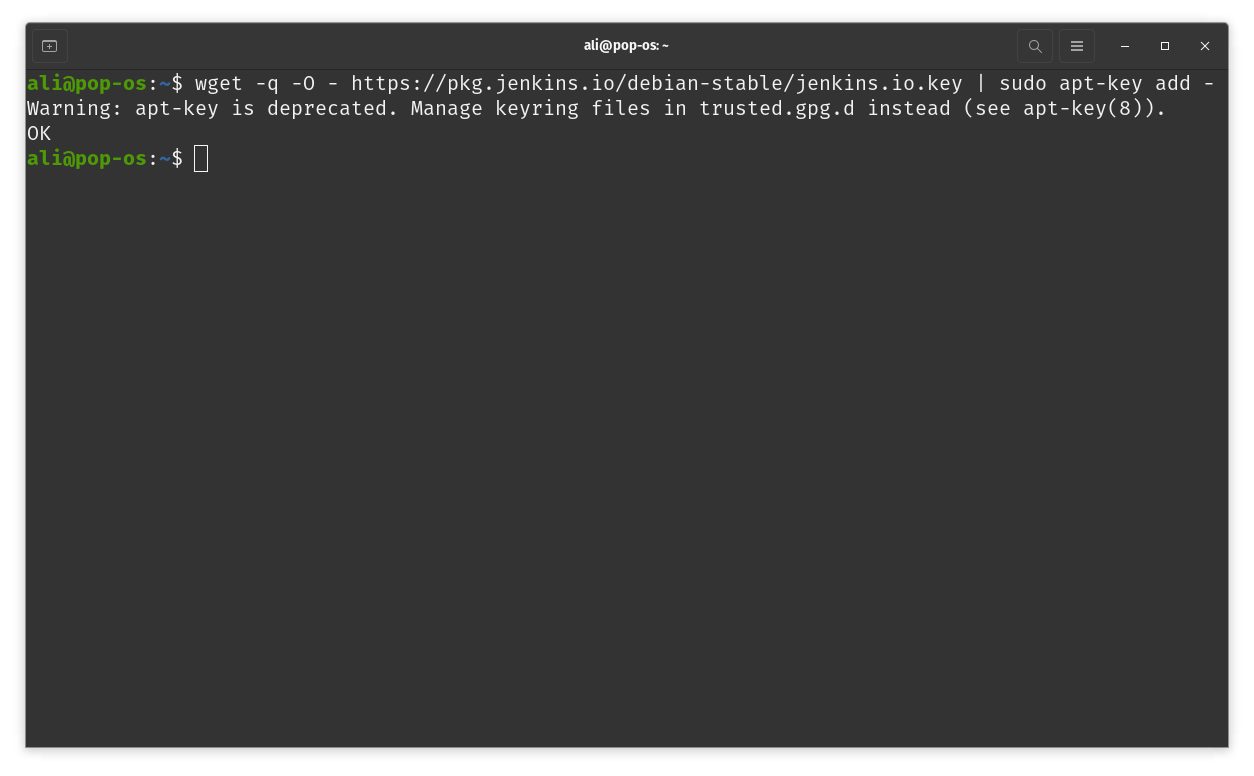 ali@pop-os: ~
ali@pop-os:~$ wget -q -O - https://pkg.jenkins.io/debian-stable/jenkins.io.key | sudo apt-key add -
Warning: apt-key is deprecated. Manage keyring files in trusted.gpg.d instead (see apt-key(8)).
OK
ali@pop-os:~$